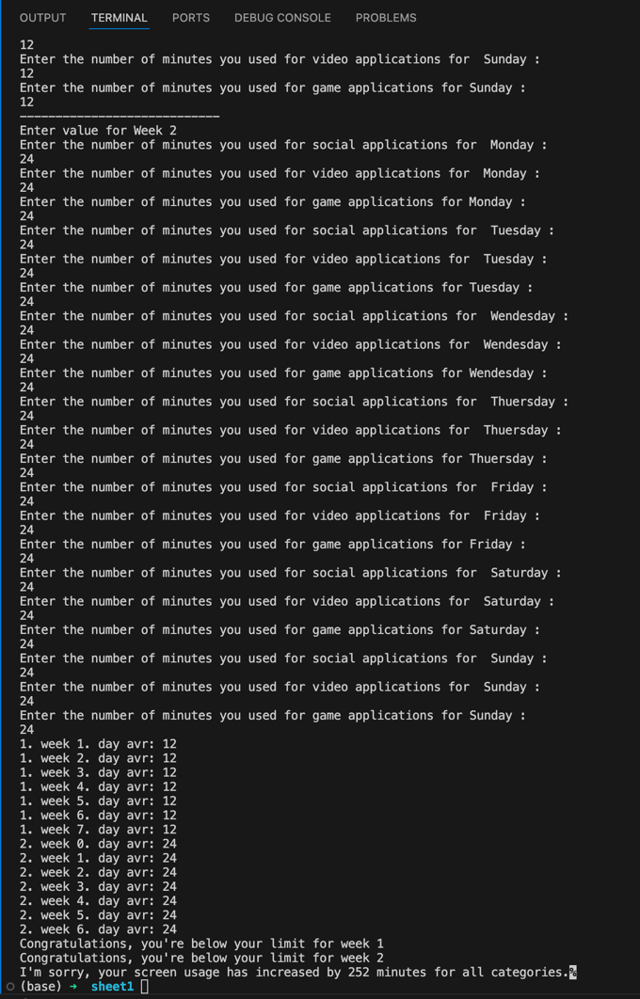 OUTPUT TERMINAL PORTS DEBUG CONSOLE PROBLEMS
12
Enter the number of minutes you used for video applications for  Sunday :
12
Enter the number of minutes you used for game applications for Sunday :
12
----------------------------
Enter value for Week 2
Enter the number of minutes you used for social applications for  Monday :
24
Enter the number of minutes you used for video applications for  Monday :
24
Enter the number of minutes you used for game applications for Monday :
24
Enter the number of minutes you used for social applications for  Tuesday :
24
Enter the number of minutes you used for video applications for  Tuesday :
24
Enter the number of minutes you used for game applications for Tuesday :
24
Enter the number of minutes you used for social applications for  Wendesday :
24
Enter the number of minutes you used for video applications for  Wendesday :
24
Enter the number of minutes you used for game applications for Wendesday :
24
Enter the number of minutes you used for social applications for  Thuersday :
24
Enter the number of minutes you used for video applications for  Thuersday :
24
Enter the number of minutes you used for game applications for Thuersday :
24
Enter the number of minutes you used for social applications for  Friday :
24
Enter the number of minutes you used for video applications for  Friday :
24
Enter the number of minutes you used for game applications for Friday :
24
Enter the number of minutes you used for social applications for  Saturday :
24
Enter the number of minutes you used for video applications for  Saturday :
24
Enter the number of minutes you used for game applications for Saturday :
24
Enter the number of minutes you used for social applications for  Sunday :
24
Enter the number of minutes you used for video applications for  Sunday :
24
Enter the number of minutes you used for game applications for Sunday :
24
1. week 1. day avr: 12
1. week 2. day avr: 12
1. week 3. day avr: 12
1. week 4. day avr: 12
1. week 5. day avr: 12
1. week 6. day avr: 12
1. week 7. day avr: 12
2. week 0. day avr: 24
2. week 1. day avr: 24
2. week 2. day avr: 24
2. week 3. day avr: 24
2. week 4. day avr: 24
2. week 5. day avr: 24
2. week 6. day avr: 24
Congratulations, you're below your limit for week 1
Congratulations, you're below your limit for week 2
I'm sorry, your screen usage has increased by 252 minutes for all categories.%
(base) ➜  sheet1